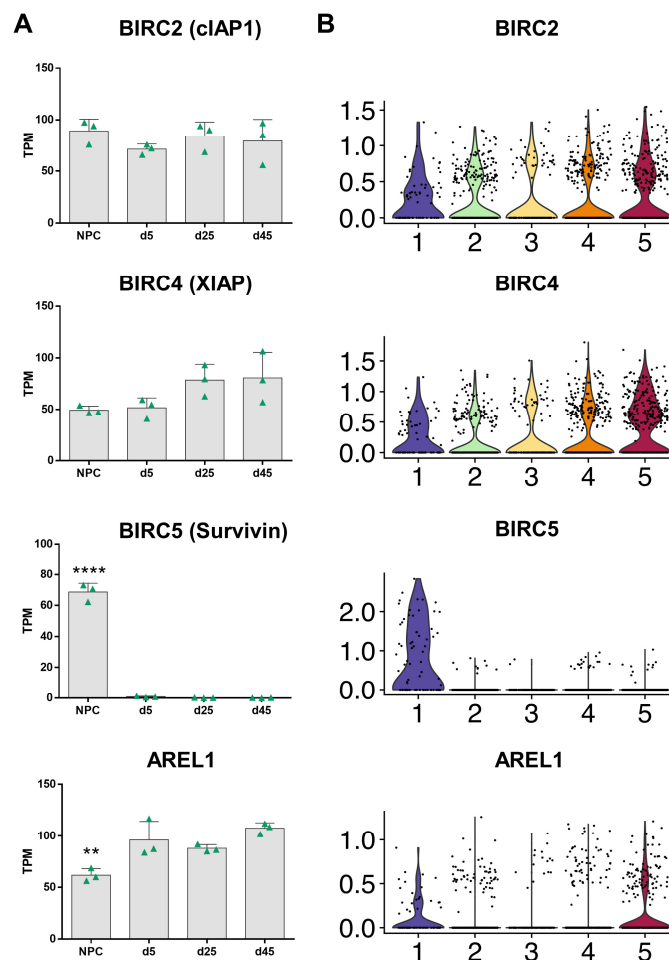 A
B
BIRC2 (cIAP1)
BIRC2
150
100
50
0
TPM
NPC d5 d25 d45
1.5
1.0
0.5
0.0
1 2 3 4 5
BIRC4 (XIAP)
BIRC4
150
100
50
0
TPM
NPC d5 d25 d45
1.5
1.0
0.5
0.0
1 2 3 4 5
BIRC5 (Survivin)
BIRC5
100
80
60
40
20
0
TPM
****
NPC d5 d25 d45
2.0
1.0
0.0
1 2 3 4 5
AREL1
AREL1
150
100
50
0
TPM
**
NPC d5 d25 d45
1.0
0.5
0.0
1 2 3 4 5